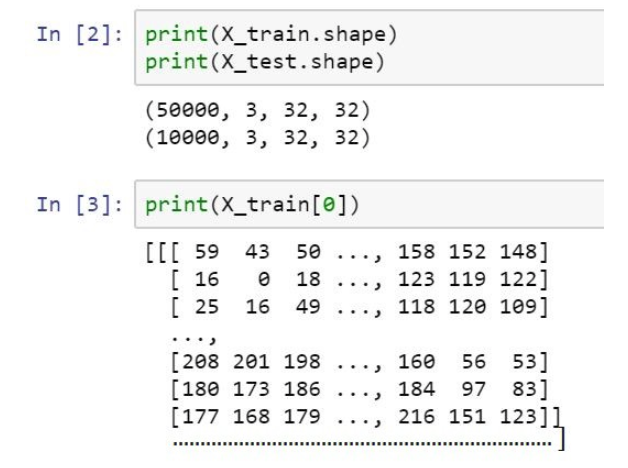 In [2]: print(X_train.shape)
print(X_test.shape)
(50000, 3, 32, 32)
(10000, 3, 32, 32)
In [3]: print(X_train[0])
[[[ 59  43  50 ..., 158 152 148]
[ 16   0  18 ..., 123 119 122]
[ 25  16  49 ..., 118 120 109]
...,
[208 201 198 ..., 160  56  53]
[180 173 186 ..., 184  97  83]
[177 168 179 ..., 216 151 123]]
...................................................................... ]